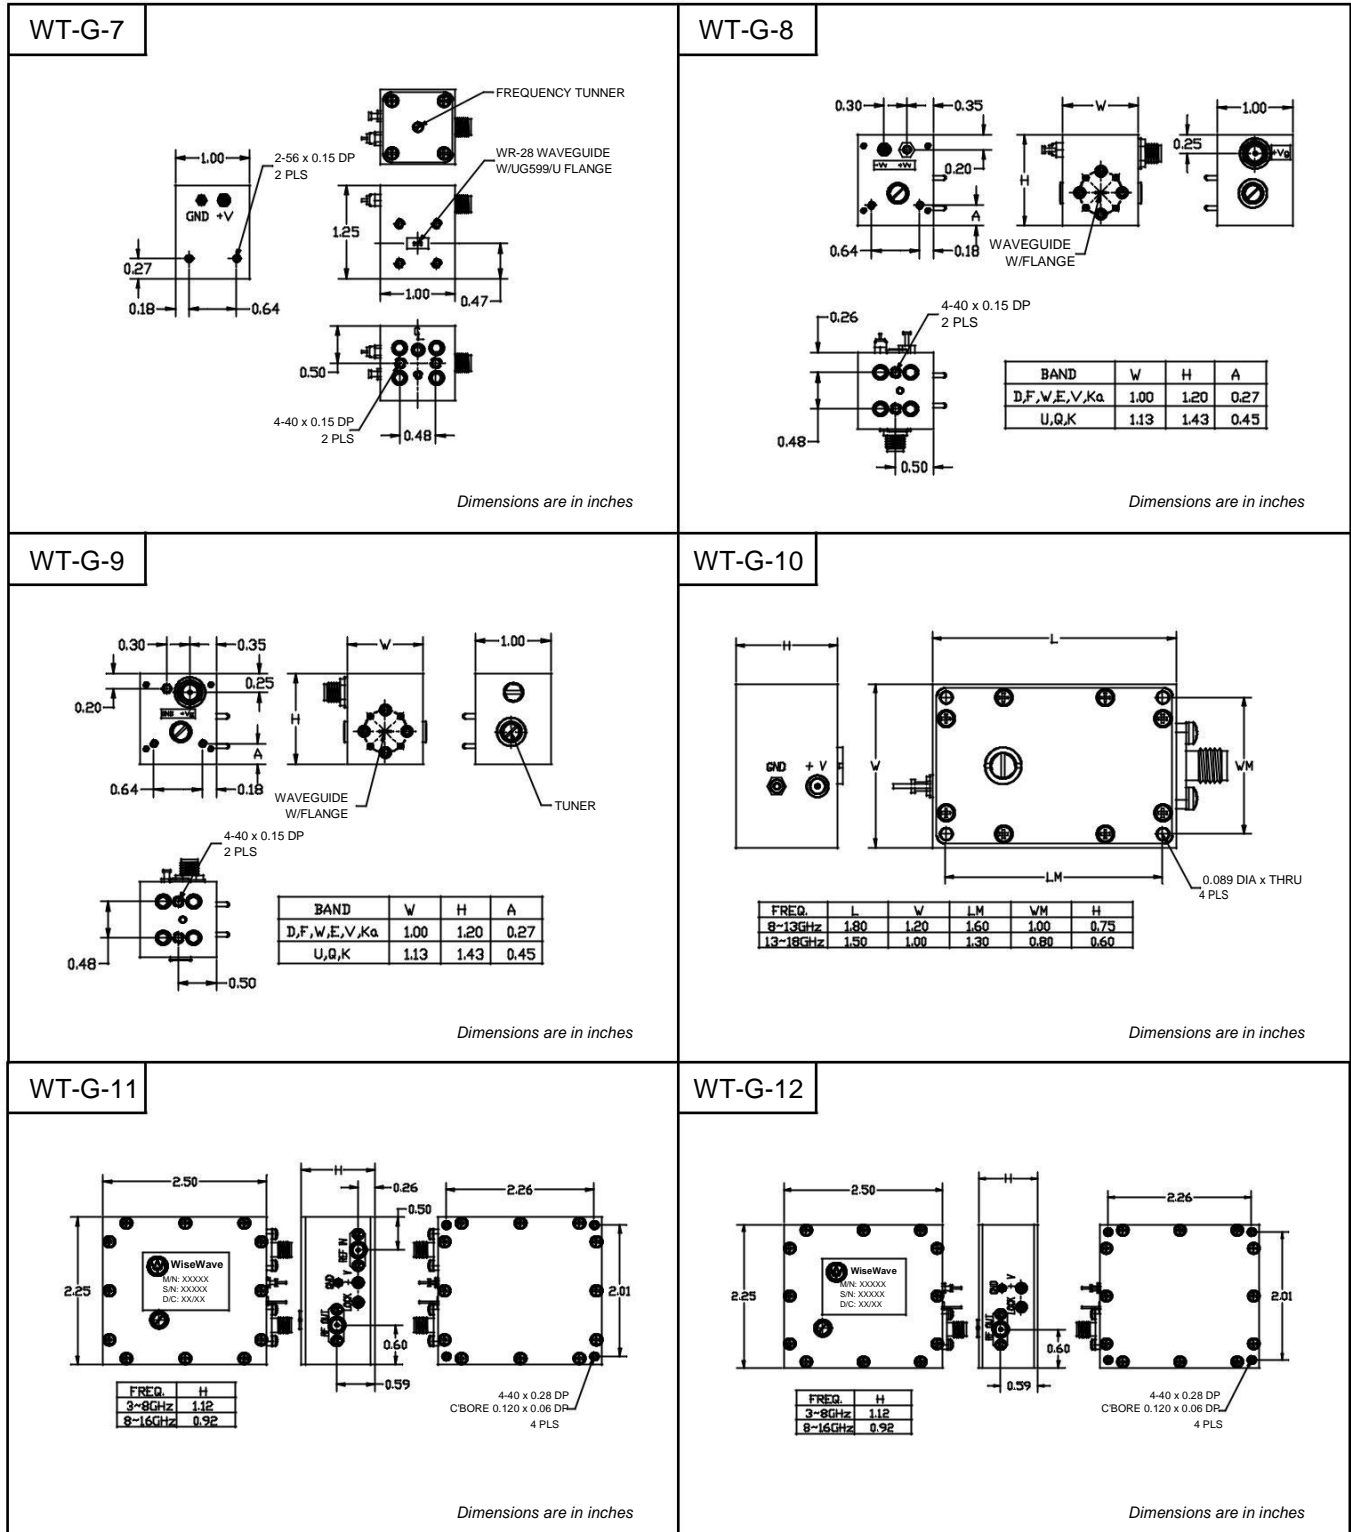 WT-G-7
FREQUENCY TUNNER
WR-28 WAVEGUIDE
W/UG599/U FLANGE
2-56 x 0.15 DP
2 PLS
1.00
GND +V
0.27
0.18
0.64
1.25
1.00
0.47
0.50
4-40 x 0.15 DP
2 PLS
0.48
Dimensions are in inches
WT-G-8
0.30
0.35
0.20
A
0.64
0.18
W
H
WAVEGUIDE
W/FLANGE
1.00
0.25
+Vg
0.26
4-40 x 0.15 DP
2 PLS
0.48
0.50
BAND W H A
D,F,W,E,V,Ka 1.00 1.20 0.27
U,Q,K 1.13 1.43 0.45
Dimensions are in inches
WT-G-9
0.30
0.35
0.25
0.20
GND +Vg
A
0.64
0.18
W
H
WAVEGUIDE
W/FLANGE
1.00
TUNER
4-40 x 0.15 DP
2 PLS
0.48
0.50
BAND W H A
D,F,W,E,V,Ka 1.00 1.20 0.27
U,Q,K 1.13 1.43 0.45
Dimensions are in inches
WT-G-10
H
GND + V
L
W
WM
LM
0.089 DIA x THRU
4 PLS
FREQ. L W LM WM H
8~13GHz 1.80 1.20 1.60 1.00 0.75
13~18GHz 1.50 1.00 1.30 0.80 0.60
Dimensions are in inches
WT-G-11
2.50
2.25
WiseWave
M/N: XXXXX
S/N: XXXXX
D/C: XX/XX
H
0.26
0.50
REF IN
GND
+ V
LOCK
RF OUT
0.60
0.59
2.26
2.01
FREQ. H
3~8GHz 1.12
8~16GHz 0.92
4-40 x 0.28 DP
C'BORE 0.120 x 0.06 DP
4 PLS
Dimensions are in inches
WT-G-12
2.50
2.25
WiseWave
M/N: XXXXX
S/N: XXXXX
D/C: XX/XX
H
GND
+ V
LOCK
RF OUT
0.60
0.59
2.26
2.01
FREQ. H
3~8GHz 1.12
8~16GHz 0.92
4-40 x 0.28 DP
C'BORE 0.120 x 0.06 DP
4 PLS
Dimensions are in inches